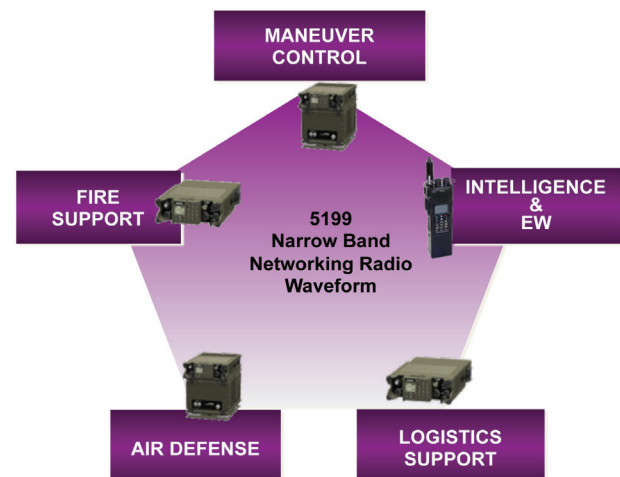 MANEUVER
CONTROL
FIRE
SUPPORT
INTELLIGENCE
&
EW
5199
Narrow Band
Networking Radio
Waveform
AIR DEFENSE
LOGISTICS
SUPPORT